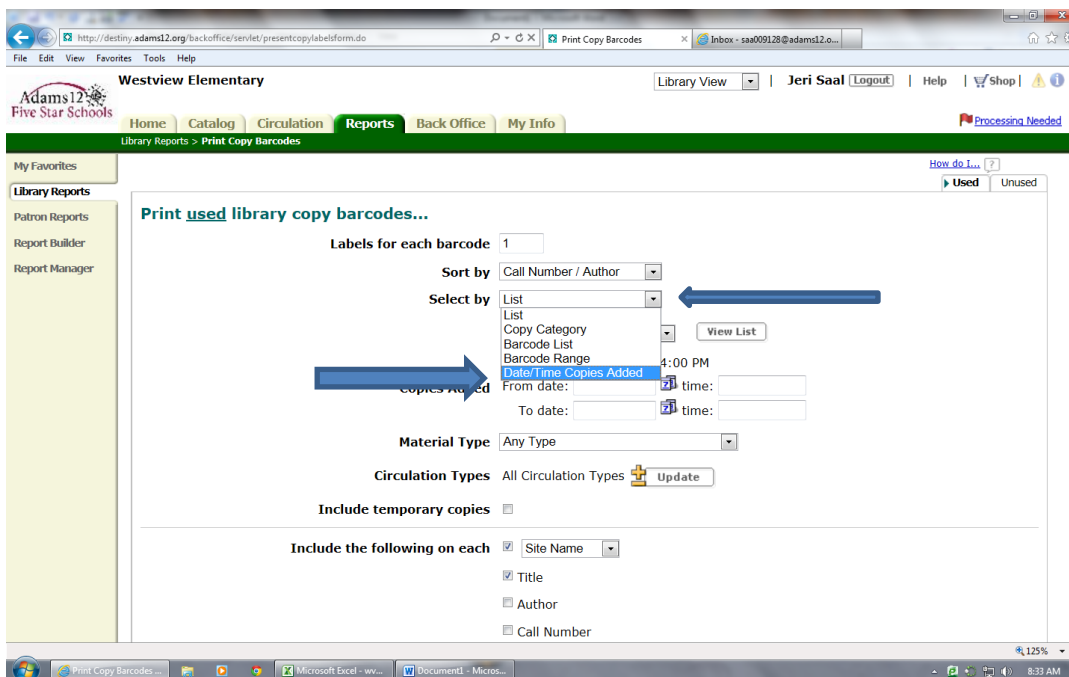 http://destiny.adams12.org/backoffice/servlet/presentcopylabelsform.do
Print Copy Barcodes
Inbox - saa009128@adams12.o...
File Edit View Favorites Tools Help
Adams12
Five Star Schools
Westview Elementary
Library View | Jeri Saal Logout | Help | Shop |
Home Catalog Circulation Reports Back Office My Info
Processing Needed
Library Reports > Print Copy Barcodes
How do I... ?
Used Unused
My Favorites
Library Reports
Patron Reports
Report Builder
Report Manager
Print used library copy barcodes...
Labels for each barcode 1
Sort by Call Number / Author
Select by List
List
Copy Category
Barcode List
Barcode Range
Date/Time Copies Added
View List
4:00 PM
Copies Added From date: time:
To date: time:
Material Type Any Type
Circulation Types All Circulation Types Update
Include temporary copies
Include the following on each Site Name
Title
Author
Call Number
125%
Print Copy Barcodes ...
Microsoft Excel - wv...
Document1 - Micros...
8:33 AM